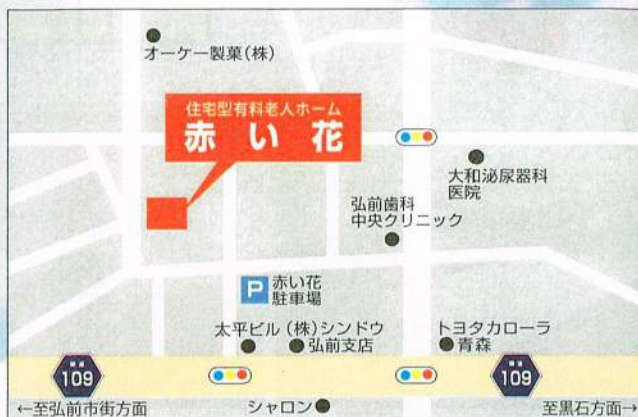 オーケー製菓(株)
住宅型有料老人ホーム
赤い花
大和泌尿器科
医院
弘前歯科
中央クリニック
P 赤い花
駐車場
太平ビル
(株)シンドウ
弘前支店
トヨタカローラ
青森
109
109
←至弘前市街方面
シャロン
至黒石方面→